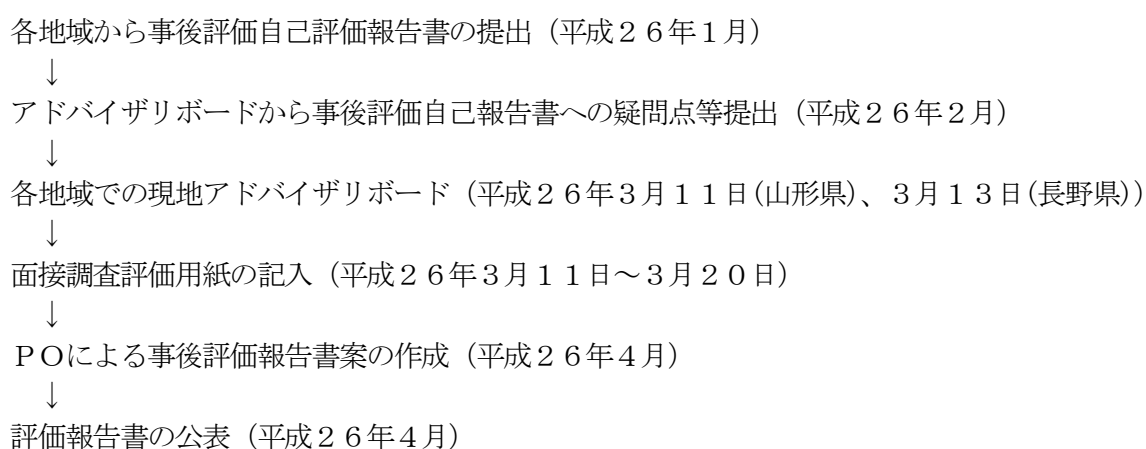 各地域から事後評価自己評価報告書の提出（平成２６年１月）
↓
アドバイザリボードから事後評価自己報告書への疑問点等提出（平成２６年２月）
↓
各地域での現地アドバイザリボード（平成２６年３月１１日(山形県)、３月１３日(長野県)）
↓
面接調査評価用紙の記入（平成２６年３月１１日～３月２０日）
↓
ＰＯによる事後評価報告書案の作成（平成２６年４月）
↓
評価報告書の公表（平成２６年４月）